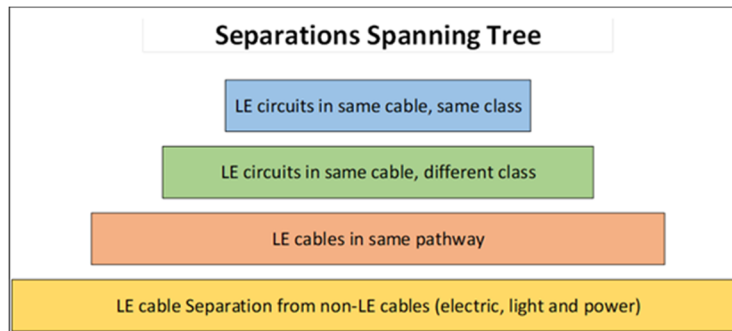 Separations Spanning Tree
LE circuits in same cable, same class
LE circuits in same cable, different class
LE cables in same pathway
LE cable Separation from non-LE cables (electric, light and power)